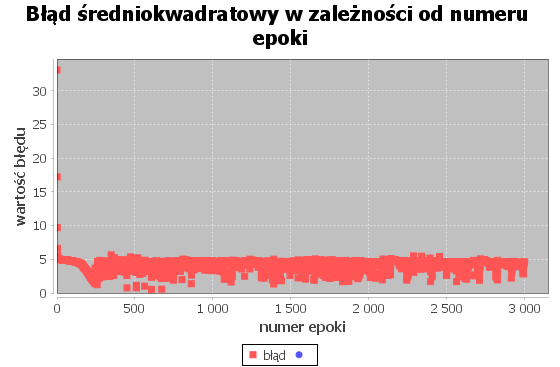 Błąd średniokwadratowy w zależności od numeru
epoki
wartość błędu
30
25
20
15
10
5
0
0 500 1 000 1 500 2 000 2 500 3 000
numer epoki
błąd